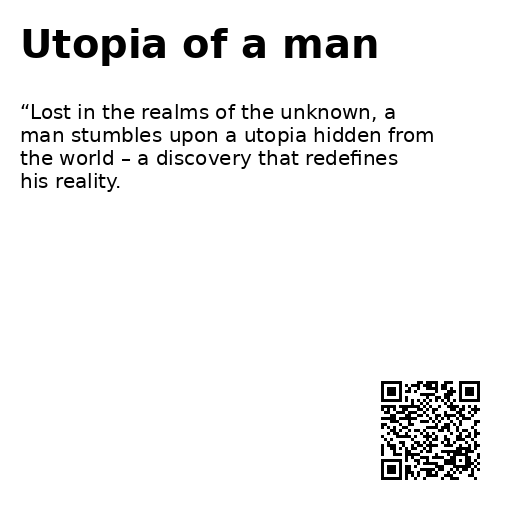 Utopia of a man
“Lost in the realms of the unknown, a
man stumbles upon a utopia hidden from
the world – a discovery that redefines
his reality.